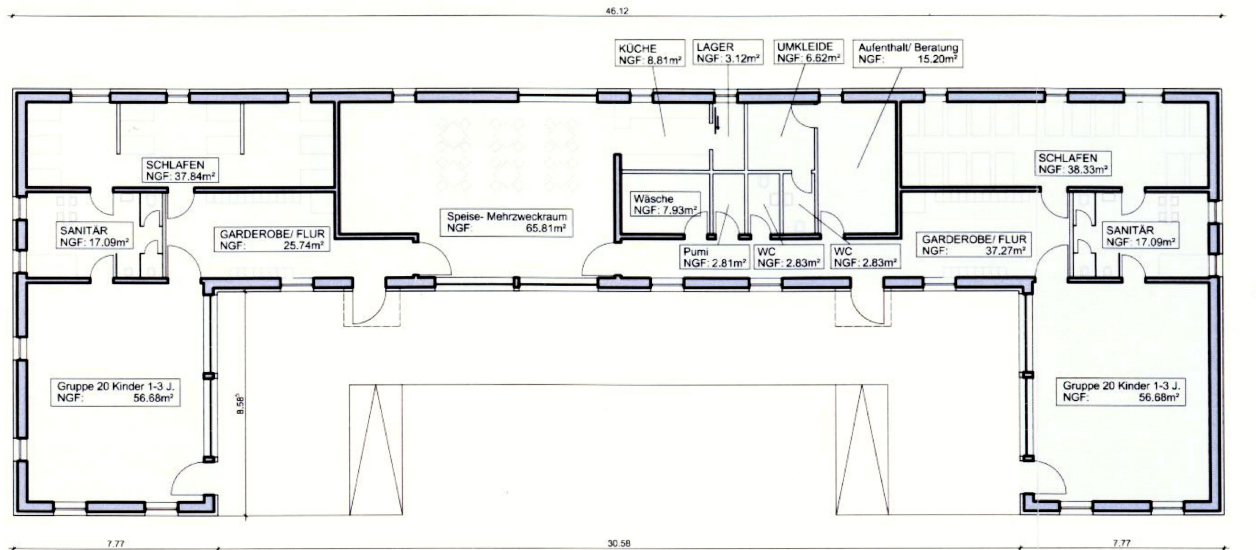 46.12
KÜCHE
NGF: 8.81m²
LAGER
NGF: 3.12m²
UMKLEIDE
NGF: 6.62m²
Aufenthalt/ Beratung
NGF: 15.20m²
SCHLAFEN
NGF: 37.84m²
SCHLAFEN
NGF: 38.33m²
Wäsche
NGF: 7.93m²
Speise- Mehrzweckraum
NGF: 65.81m²
SANITÄR
NGF: 17.09m²
GARDEROBE/ FLUR
NGF: 25.74m²
GARDEROBE/ FLUR
NGF: 37.27m²
SANITÄR
NGF: 17.09m²
Pumi
NGF: 2.81m²
WC
NGF: 2.83m²
WC
NGF: 2.83m²
Gruppe 20 Kinder 1-3 J.
NGF: 56.68m²
8.58⁵
Gruppe 20 Kinder 1-3 J.
NGF: 56.68m²
7.77
30.58
7.77